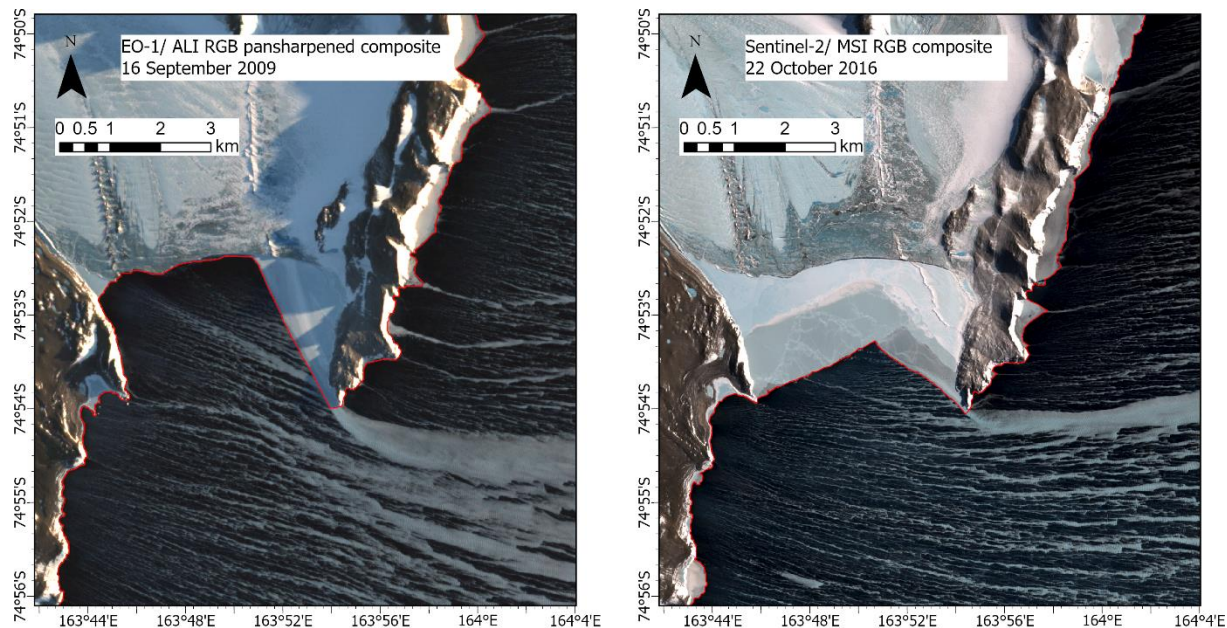 EO-1/ ALI RGB pansharpened composite
16 September 2009
N
0 0.5 1 2 3
km
74°50'S
74°51'S
74°52'S
74°53'S
74°54'S
74°55'S
74°56'S
163°44'E 163°48'E 163°52'E 163°56'E 164°E 164°4'E
Sentinel-2/ MSI RGB composite
22 October 2016
N
0 0.5 1 2 3
km
74°50'S
74°51'S
74°52'S
74°53'S
74°54'S
74°55'S
74°56'S
163°44'E 163°48'E 163°52'E 163°56'E 164°E 164°4'E